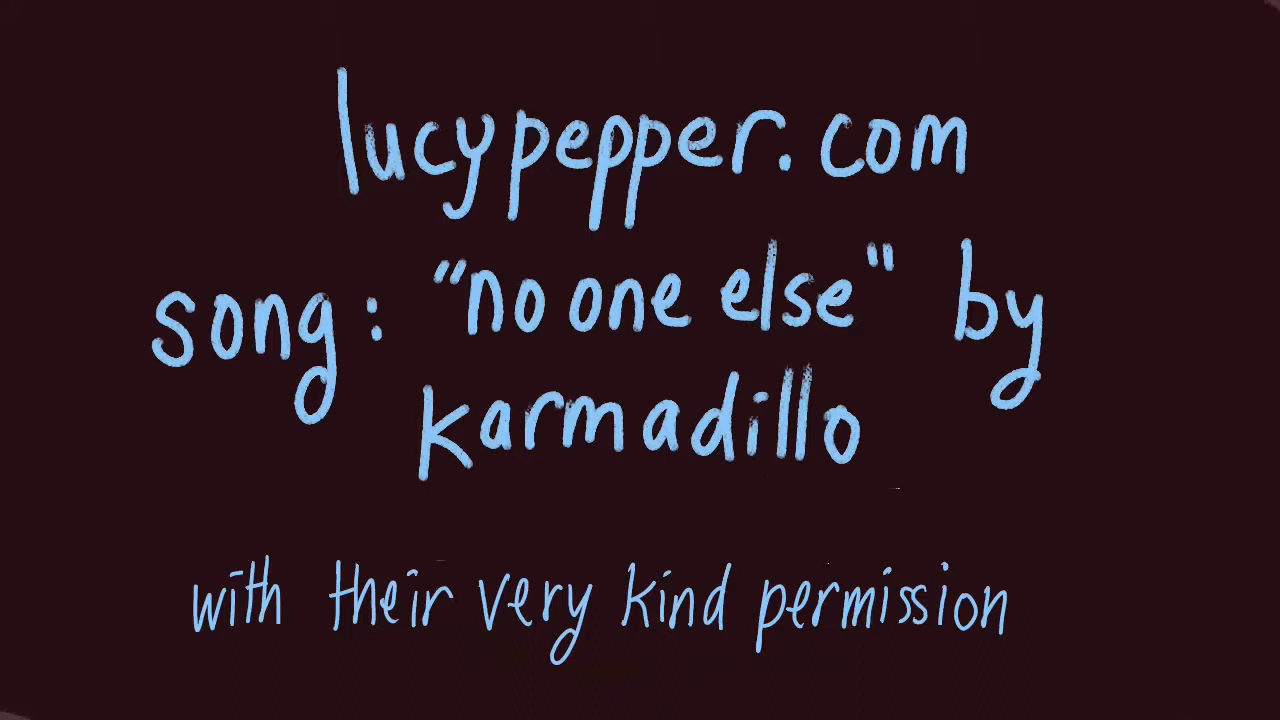 lucypepper.com
song: "no one else" by
karmadillo
with their very kind permission